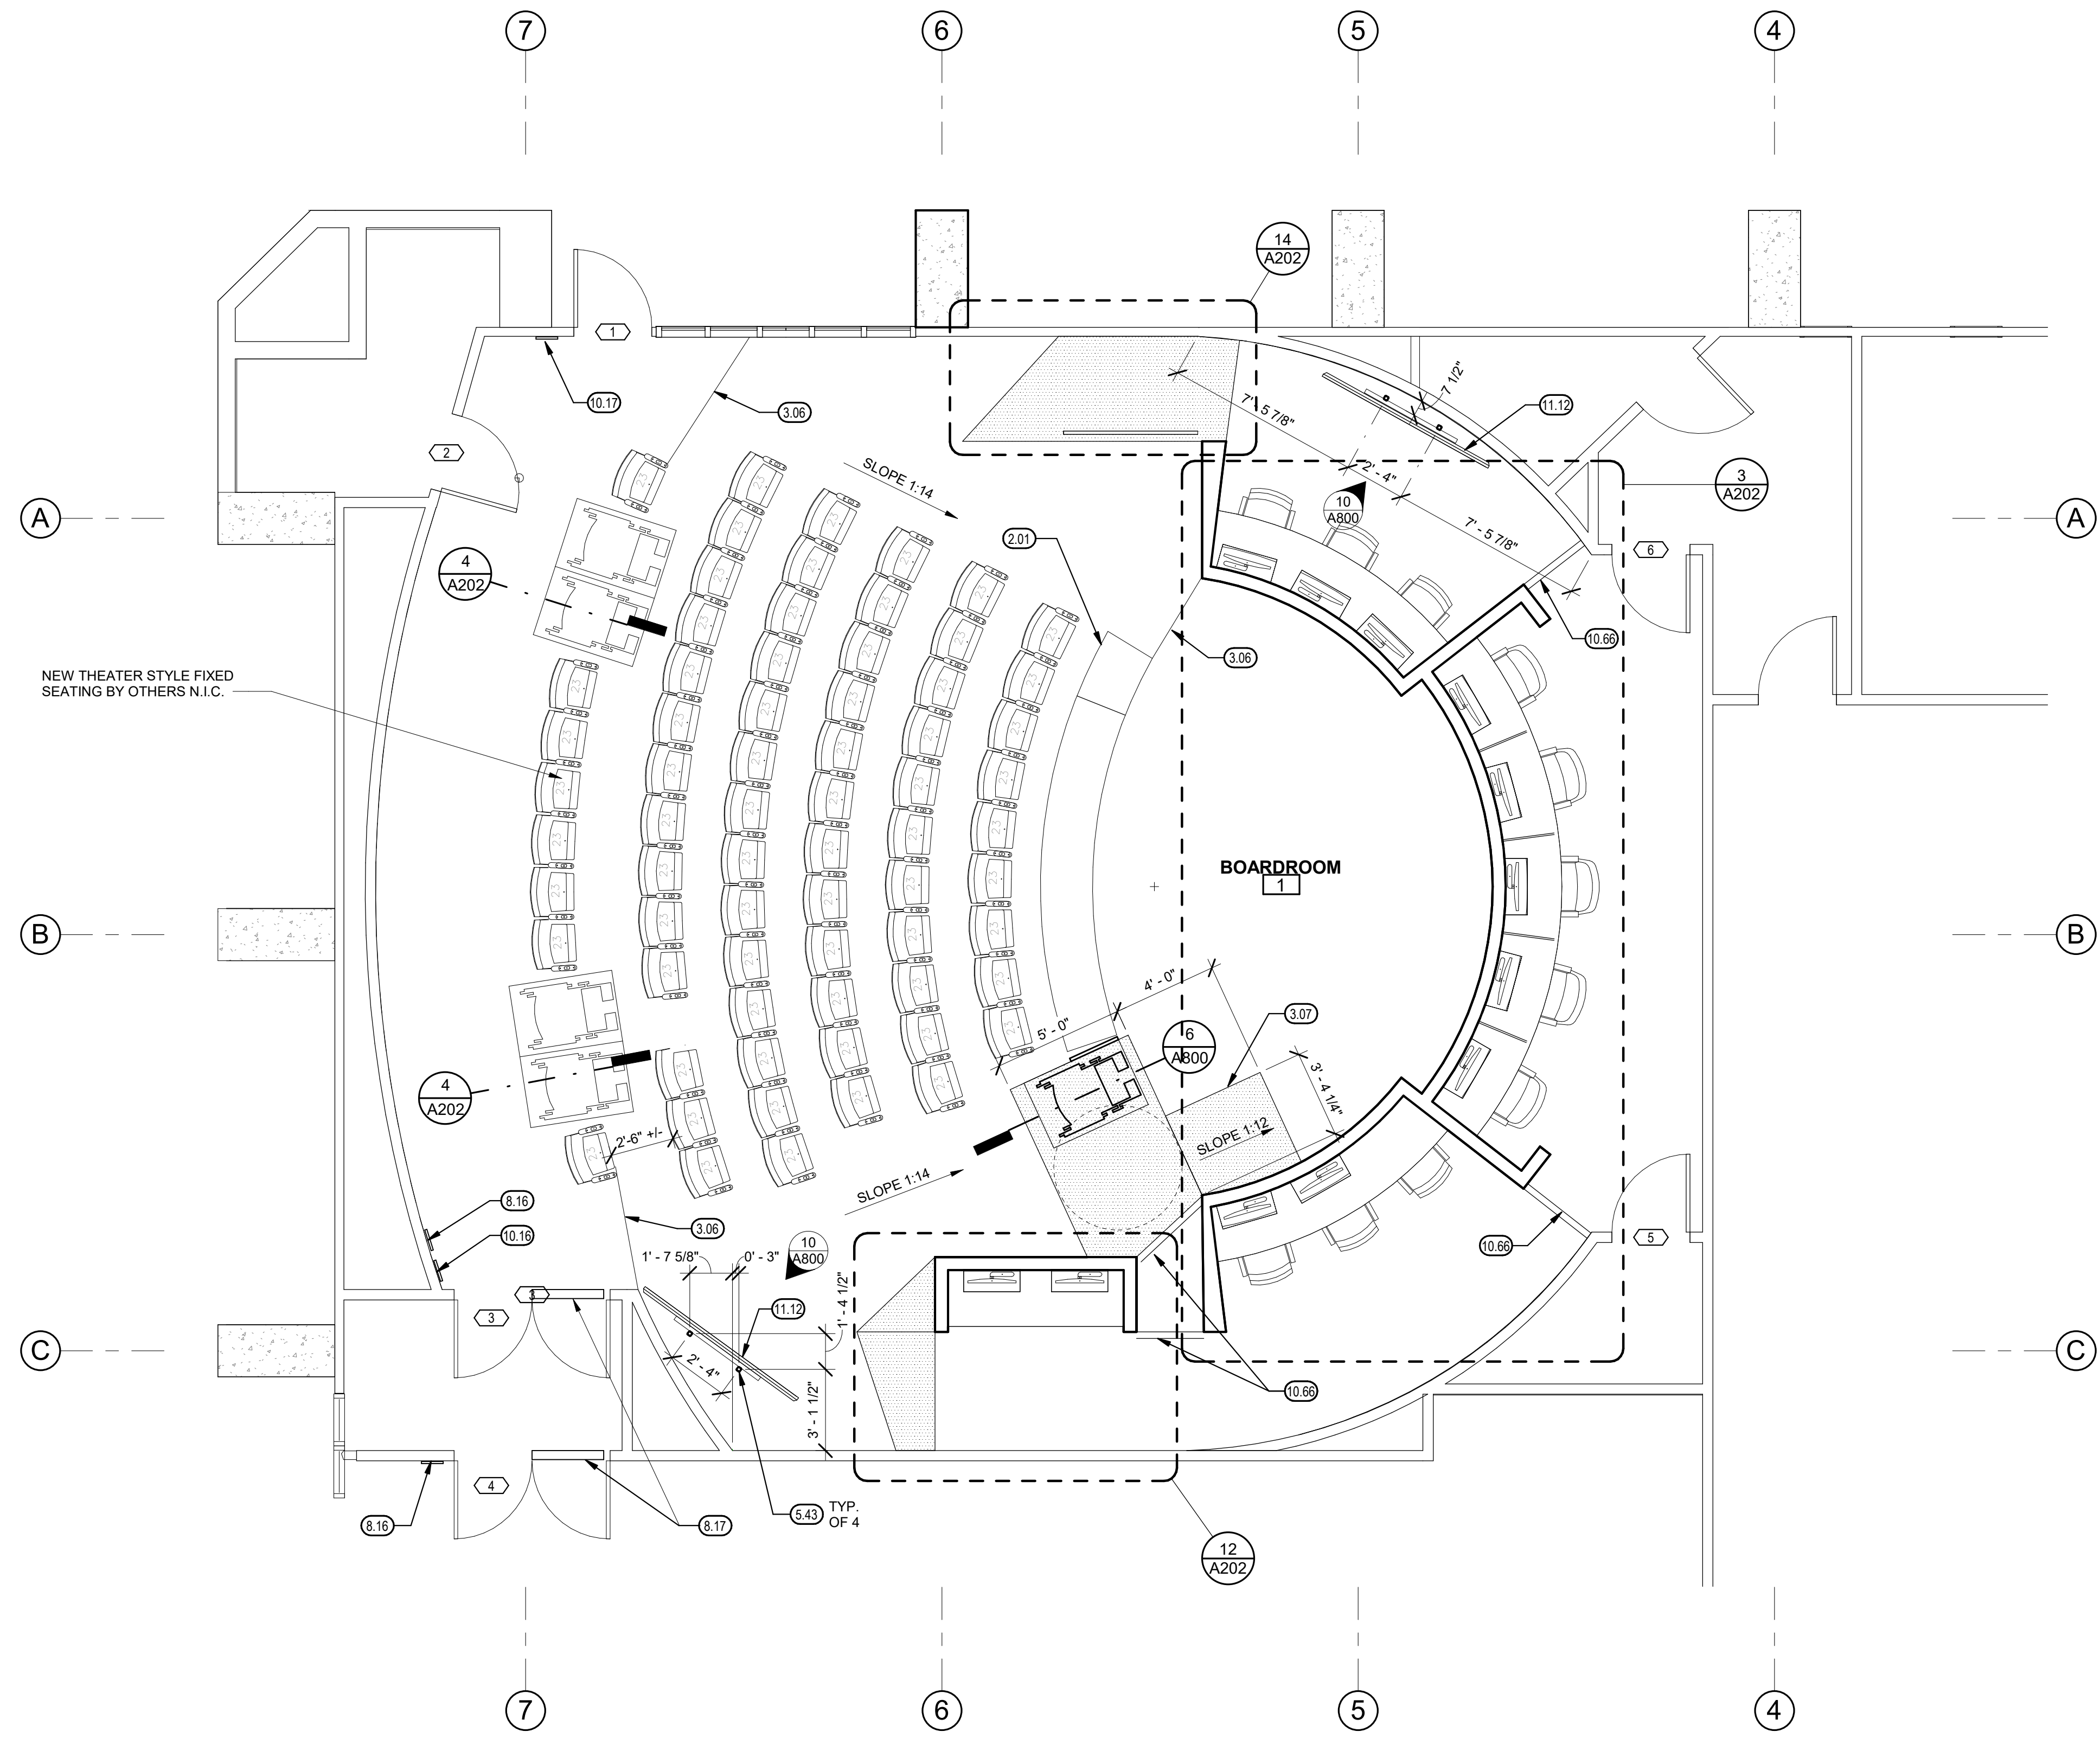 7
6
5
4
14
A202
1
10.17
3.06
7' - 5 7/8"
7 1/2"
11.12
2
SLOPE 1:14
2' - 4"
3
A202
10
A800
7' - 5 7/8"
A
A
2.01
6
4
A202
10.66
3.06
NEW THEATER STYLE FIXED
SEATING BY OTHERS N.I.C.
23
BOARDROOM
1
B
B
4' - 0"
5' - 0"
3.07
6
A800
3' - 4 1/4"
4
A202
2'-6" +/-
SLOPE 1:12
SLOPE 1:14
8.16
10.16
3.06
10
A800
1' - 7 5/8"
0' - 3"
10.66
5
3
3
11.12
1' - 4 1/2"
C
C
2' - 4"
10.66
3' - 1 1/2"
4
8.16
8.17
5.43
TYP.
OF 4
12
A202
7
6
5
4